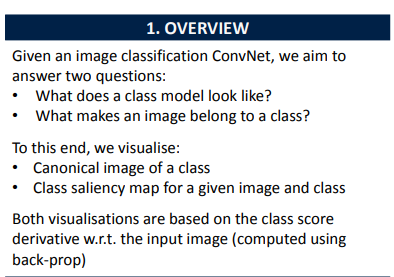 1. OVERVIEW
Given an image classification ConvNet, we aim to
answer two questions:
• What does a class model look like?
• What makes an image belong to a class?
To this end, we visualise:
• Canonical image of a class
• Class saliency map for a given image and class
Both visualisations are based on the class score
derivative w.r.t. the input image (computed using
back-prop)